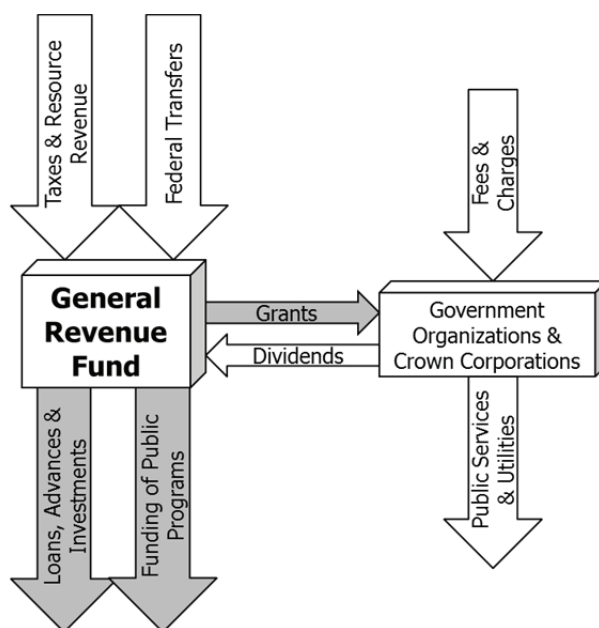 Taxes & Resource
Revenue
Federal Transfers
Fees &
Charges
General
Revenue
Fund
Grants
Dividends
Government
Organizations &
Crown Corporations
Loans, Advances &
Investments
Funding of Public
Programs
Public Services
& Utilities